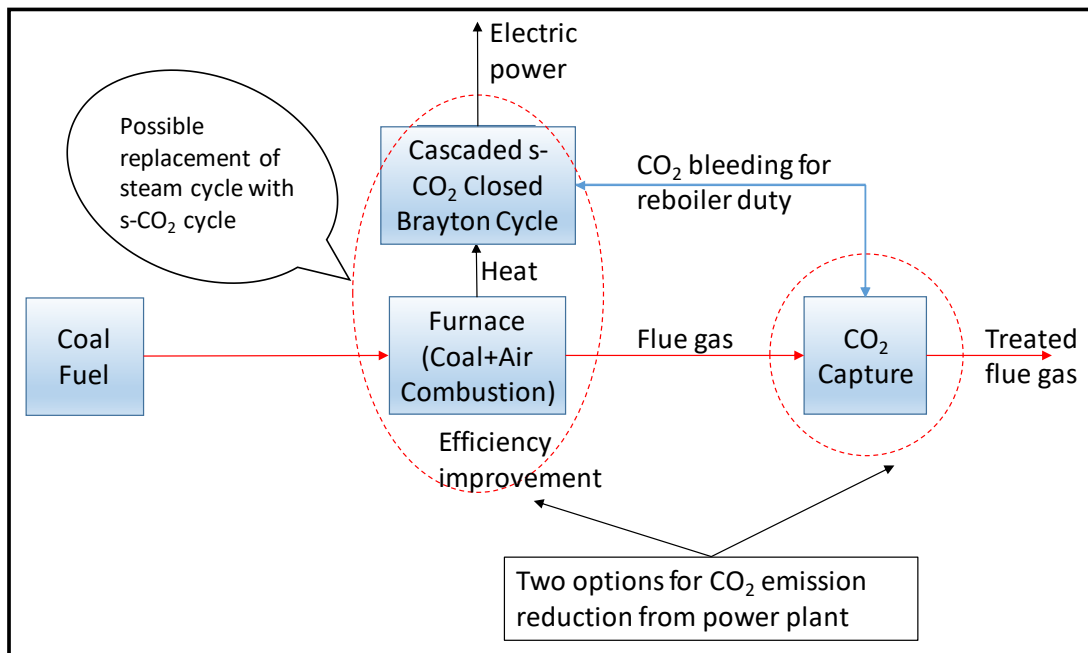 Electric
power
Possible
replacement of
steam cycle with
s-CO₂ cycle
Cascaded s-
CO₂ Closed
Brayton Cycle
CO₂ bleeding for
reboiler duty
Heat
Coal
Fuel
Furnace
(Coal+Air
Combustion)
Flue gas
CO₂
Capture
Treated
flue gas
Efficiency
improvement
Two options for CO₂ emission
reduction from power plant